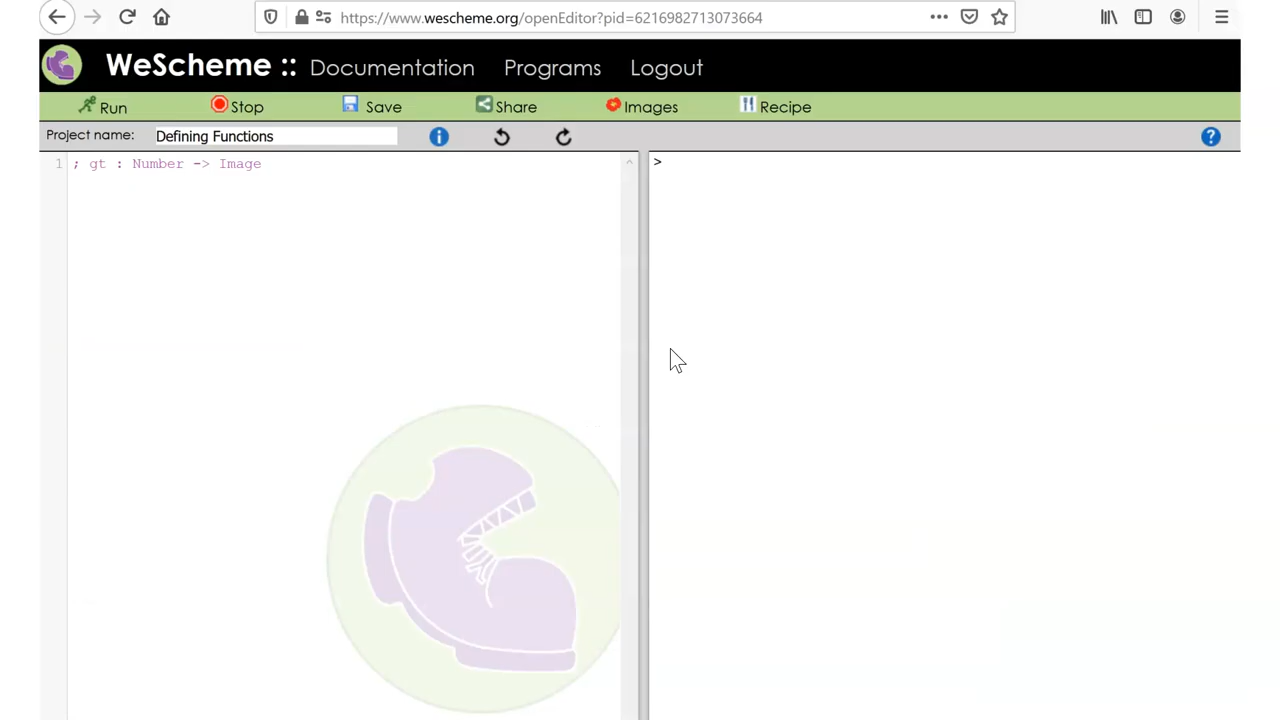 https://www.wescheme.org/openEditor?pid=6216982713073664
WeScheme :: Documentation Programs Logout
Run Stop Save Share Images Recipe
Project name: Defining Functions
1 ; gt : Number -> Image
>